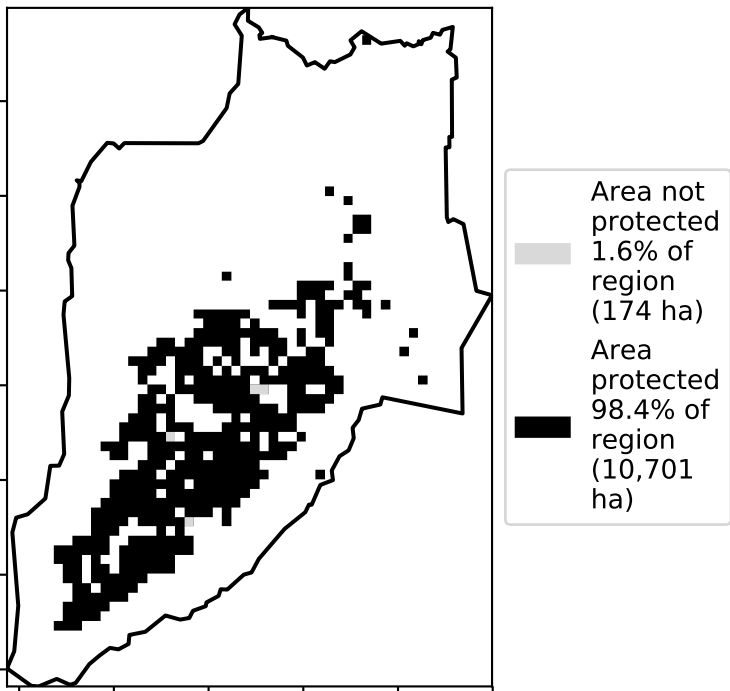 Area not
protected
1.6% of
region
(174 ha)
Area
protected
98.4% of
region
(10,701
ha)